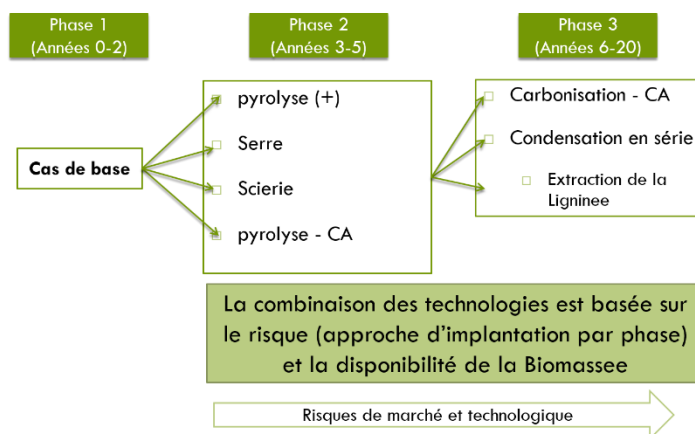 Phase 1
(Années 0-2)
Phase 2
(Années 3-5)
Phase 3
(Années 6-20)
Cas de base
pyrolyse (+)
Serre
Scierie
pyrolyse - CA
Carbonisation - CA
Condensation en série
Extraction de la
Ligninee
La combinaison des technologies est basée sur
le risque (approche d'implantation par phase)
et la disponibilité de la Biomassee
Risques de marché et technologique